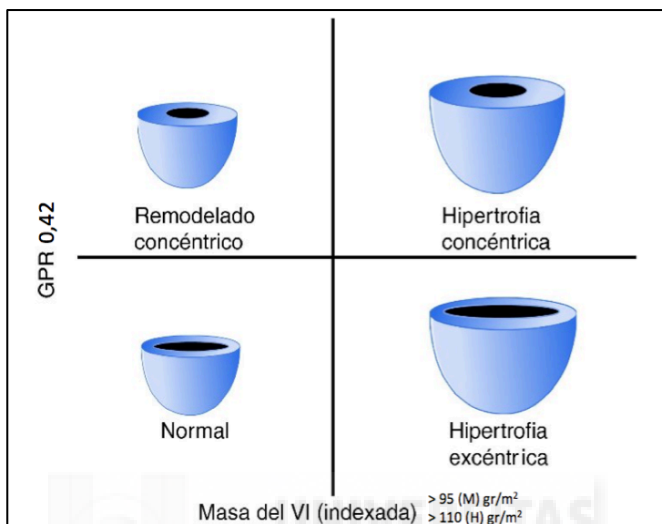 Remodelado
concéntrico
Hipertrofia
concéntrica
GPR 0,42
Normal
Hipertrofia
excéntrica
Masa del VI (indexada)
> 95 (M) gr/m²
> 110 (H) gr/m²